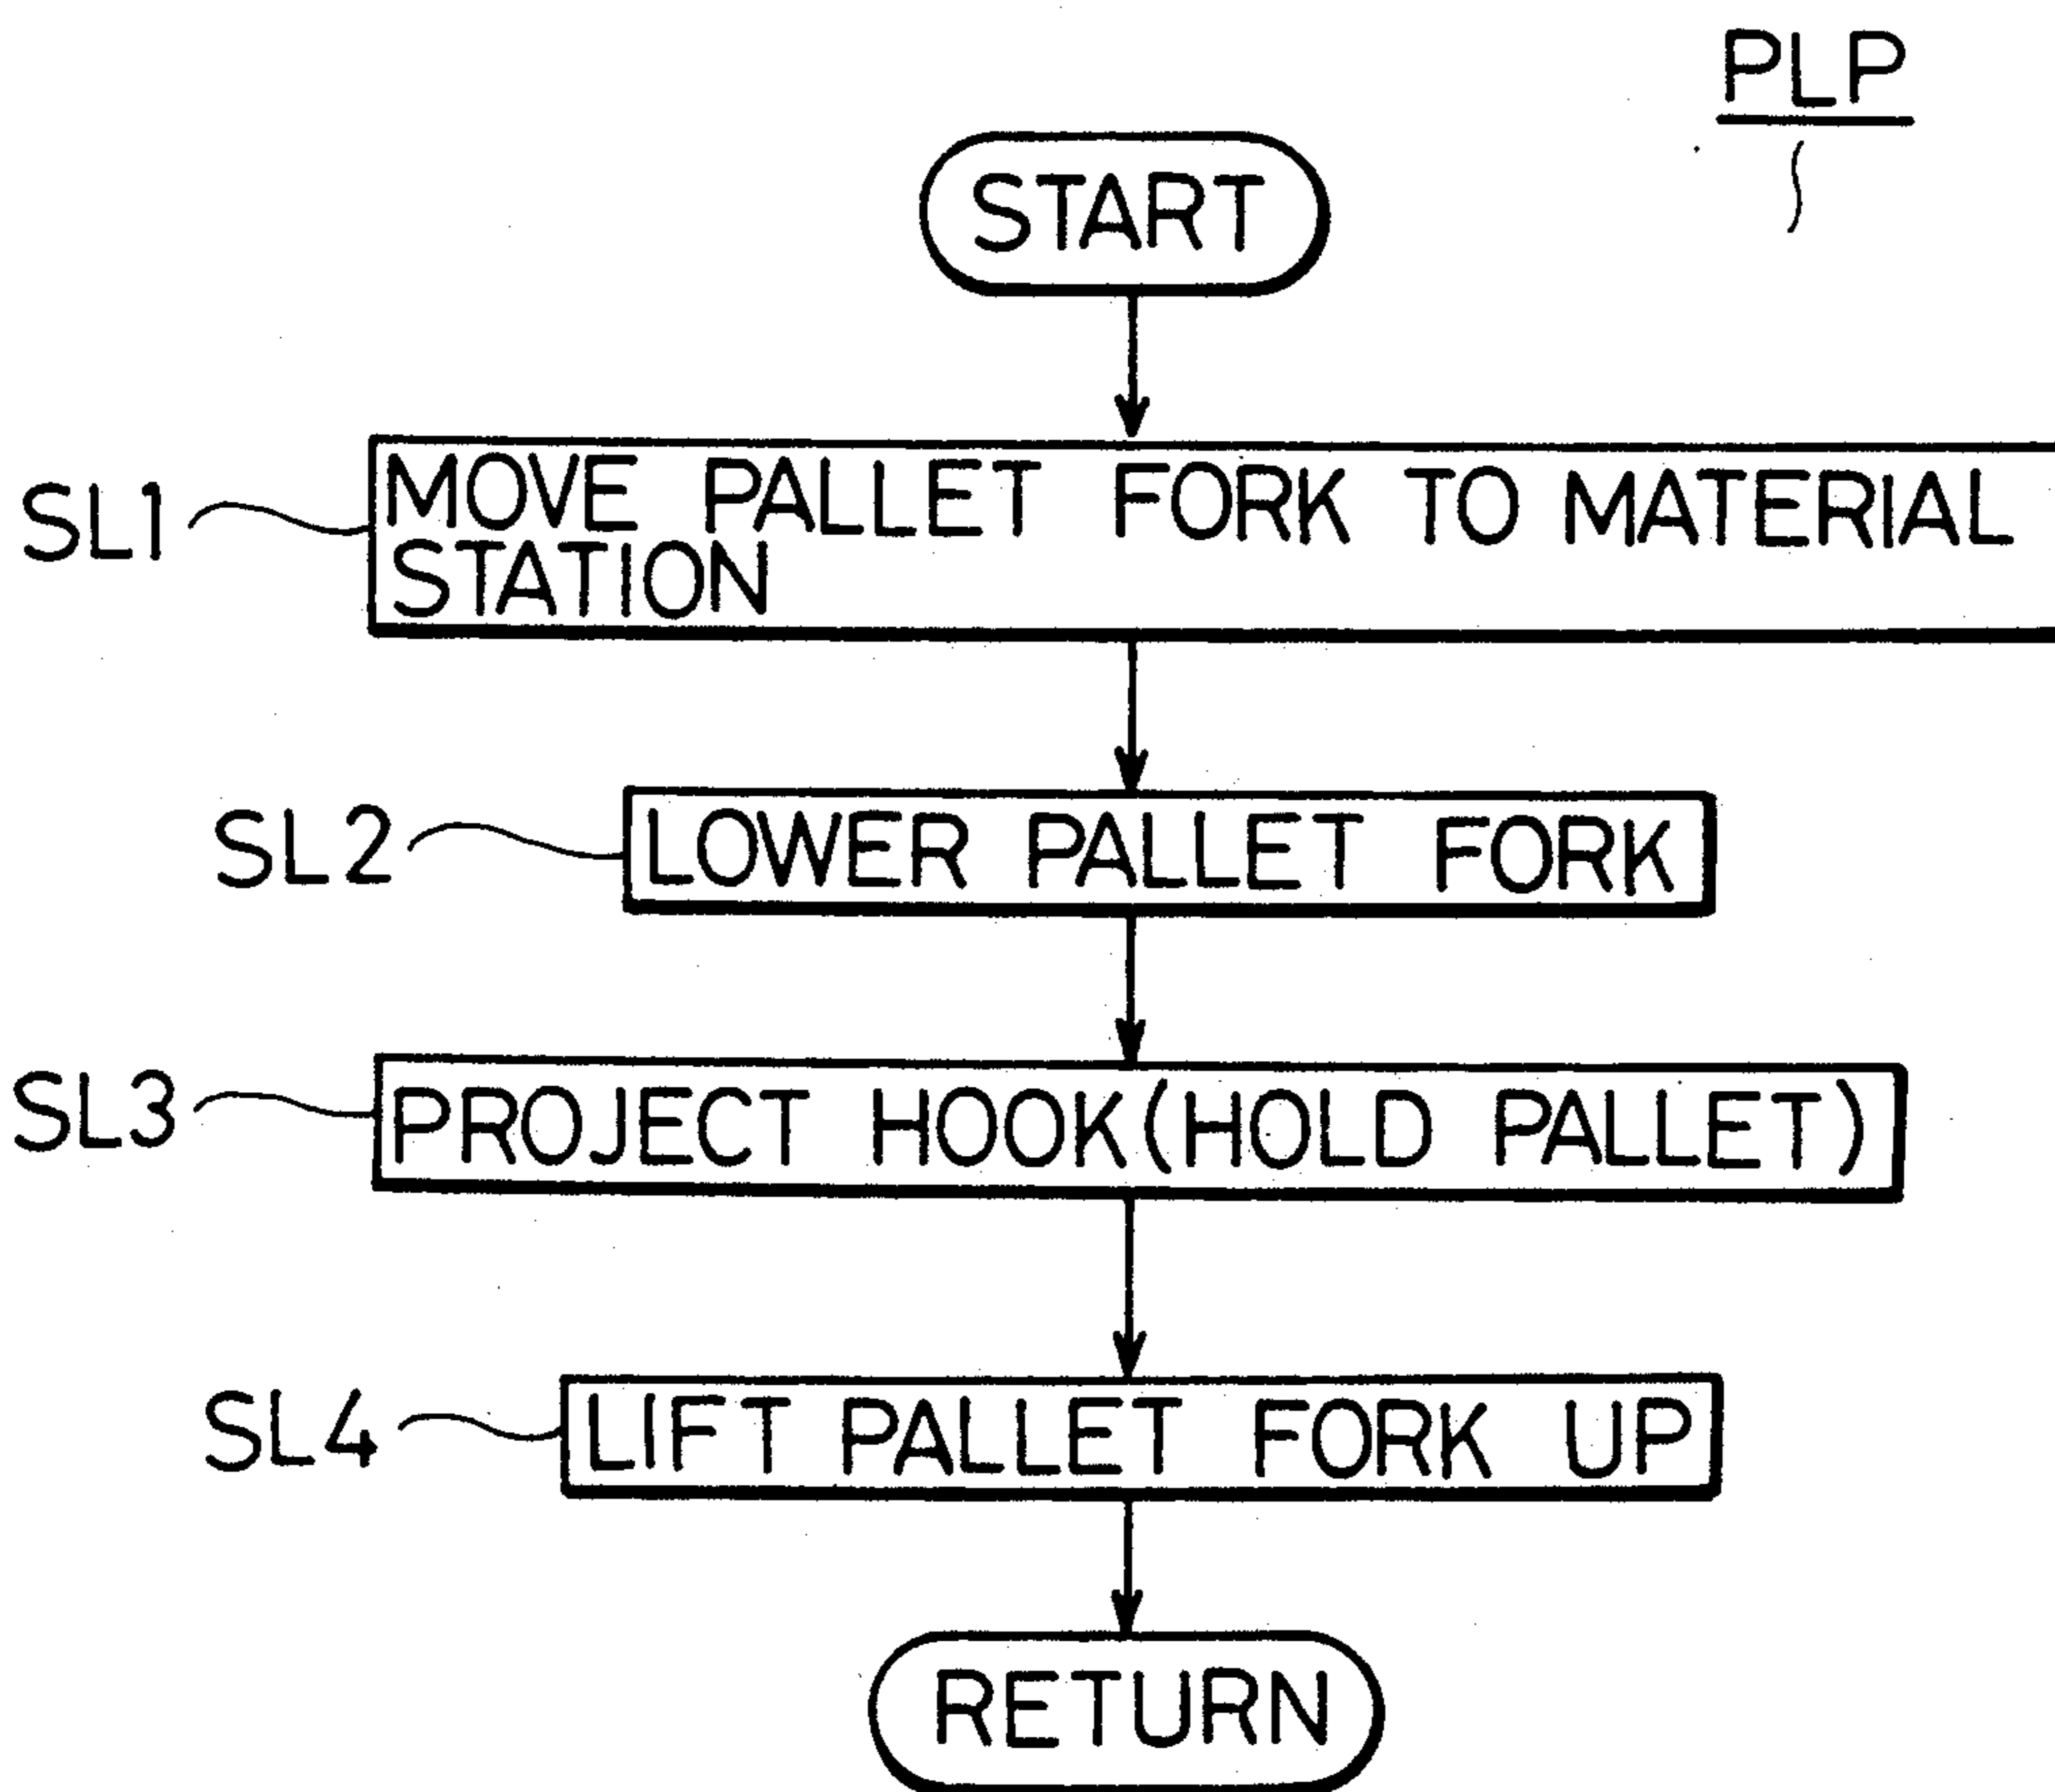 PLP
START
SL1
MOVE PALLET FORK TO MATERIAL
STATION
SL2
LOWER PALLET FORK
SL3
PROJECT HOOK(HOLD PALLET)
SL4
LIFT PALLET FORK UP
RETURN